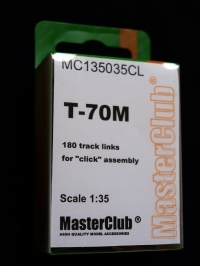 MC135035CL
T-70M
180 track links
for "click" assembly
Scale 1:35
MasterClub®
HIGH QUALITY MODEL ACCESSORIES
MasterClub®